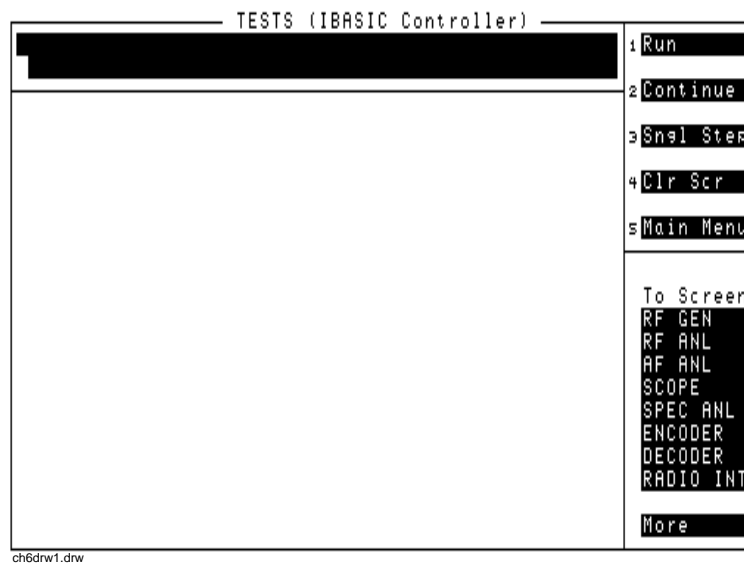 TESTS (IBASIC Controller)
1 Run
2 Continue
3 Sngl Step
4 Clr Scr
5 Main Menu
To Screen
RF GEN
RF ANL
AF ANL
SCOPE
SPEC ANL
ENCODER
DECODER
RADIO INT
More
ch6drw1.drw